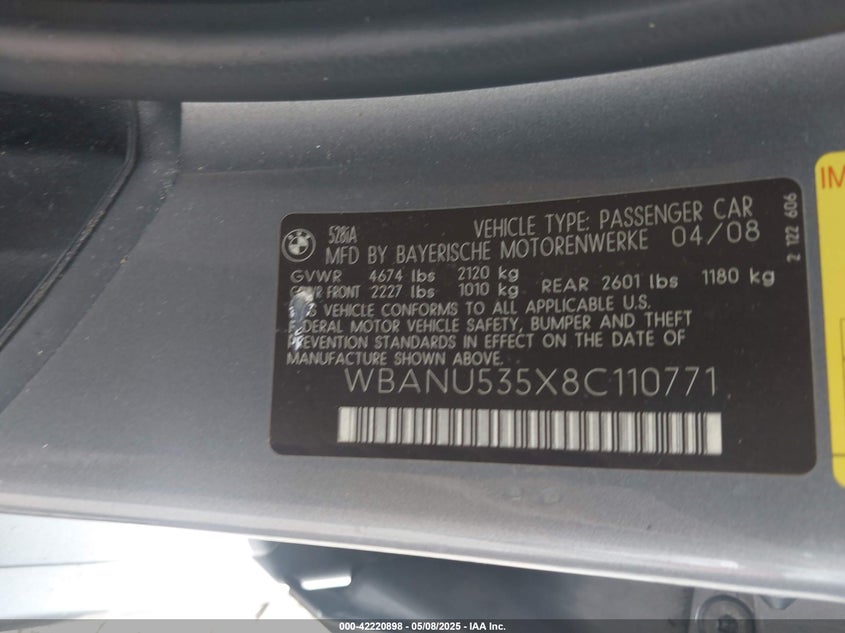 BMW
528iA
VEHICLE TYPE: PASSENGER CAR
MFD BY BAYERISCHE MOTORENWERKE 04/08
GVWR 4674 lbs 2120 kg
FRONT 2227 lbs 1010 kg REAR 2601 lbs 1180 kg
VEHICLE CONFORMS TO ALL APPLICABLE U.S.
FEDERAL MOTOR VEHICLE SAFETY, BUMPER AND THEFT
PREVENTION STANDARDS IN EFFECT ON THE DATE OF
MANUFACTURE SHOWN ABOVE.
WBANU535X8C110771
2 122 606
IM
000-42220898 - 05/08/2025 - IAA Inc.